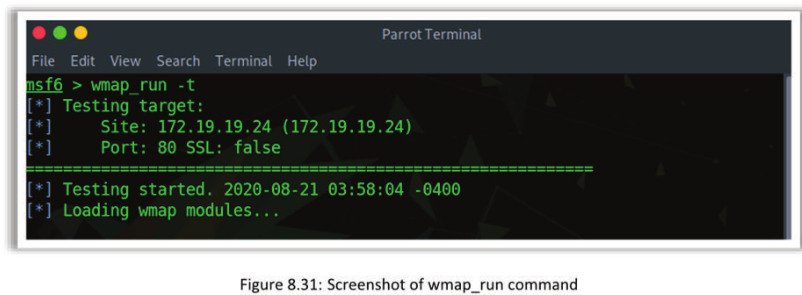 Parrot Terminal
File Edit View Search Terminal Help
msf6 > wmap_run -t
[*] Testing target:
[*] Site: 172.19.19.24 (172.19.19.24)
[*] Port: 80 SSL: false
============================================================
[*] Testing started. 2020-08-21 03:58:04 -0400
[*] Loading wmap modules...
Figure 8.31: Screenshot of wmap_run command